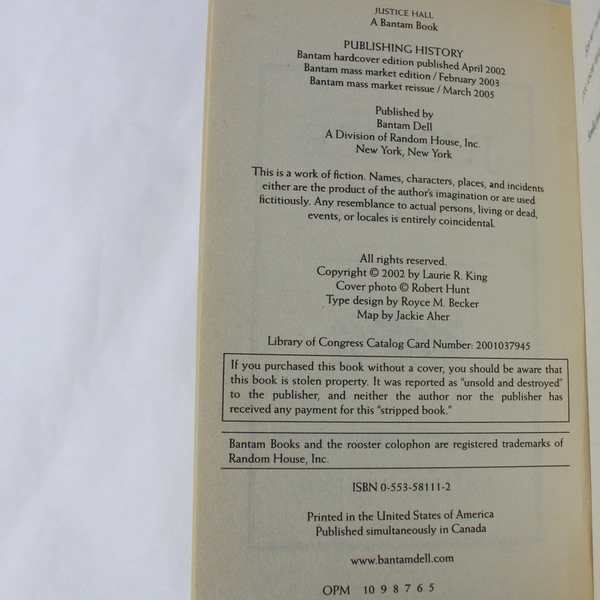 JUSTICE HALL
A Bantam Book
PUBLISHING HISTORY
Bantam hardcover edition published April 2002
Bantam mass market edition / February 2003
Bantam mass market reissue / March 2005
Published by
Bantam Dell
A Division of Random House, Inc.
New York, New York
This is a work of fiction. Names, characters, places, and incidents
either are the product of the author's imagination or are used
fictitiously. Any resemblance to actual persons, living or dead,
events, or locales is entirely coincidental.
All rights reserved.
Copyright © 2002 by Laurie R. King
Cover photo © Robert Hunt
Type design by Royce M. Becker
Map by Jackie Aher
Library of Congress Catalog Card Number: 2001037945
If you purchased this book without a cover, you should be aware that
this book is stolen property. It was reported as "unsold and destroyed"
to the publisher, and neither the author nor the publisher has
received any payment for this "stripped book."
Bantam Books and the rooster colophon are registered trademarks of
Random House, Inc.
ISBN 0-553-58111-2
Printed in the United States of America
Published simultaneously in Canada
www.bantamdell.com
OPM 10 9 8 7 6 5